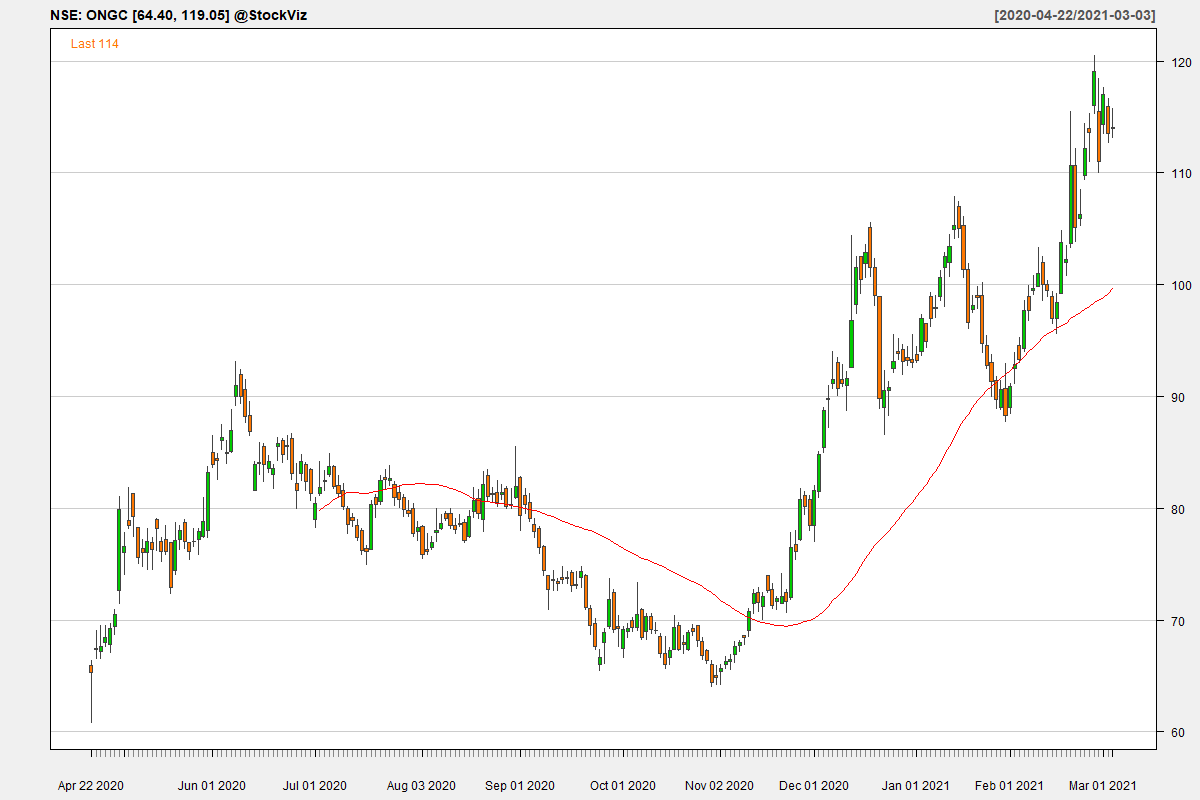 NSE: ONGC [64.40, 119.05] @StockViz [2020-04-22/2021-03-03]
Last 114
120
110
100
90
80
70
60
Apr 22 2020 Jun 01 2020 Jul 01 2020 Aug 03 2020 Sep 01 2020 Oct 01 2020 Nov 02 2020 Dec 01 2020 Jan 01 2021 Feb 01 2021 Mar 01 2021